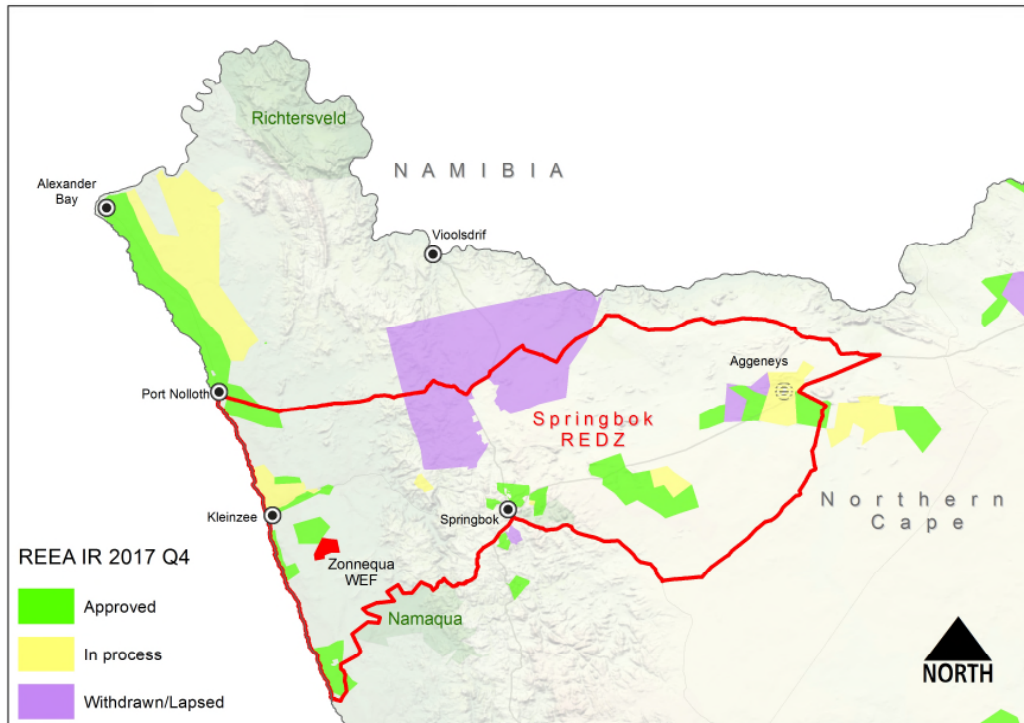 Richtersveld
NAMIBIA
Alexander
Bay
Vioolsdrif
Aggeneys
Port Nolloth
Springbok
REDZ
Northern
Cape
Kleinzee
Springbok
REEA IR 2017 Q4
Zonnequa
WEF
Approved
Namaqua
In process
NORTH
Withdrawn/Lapsed